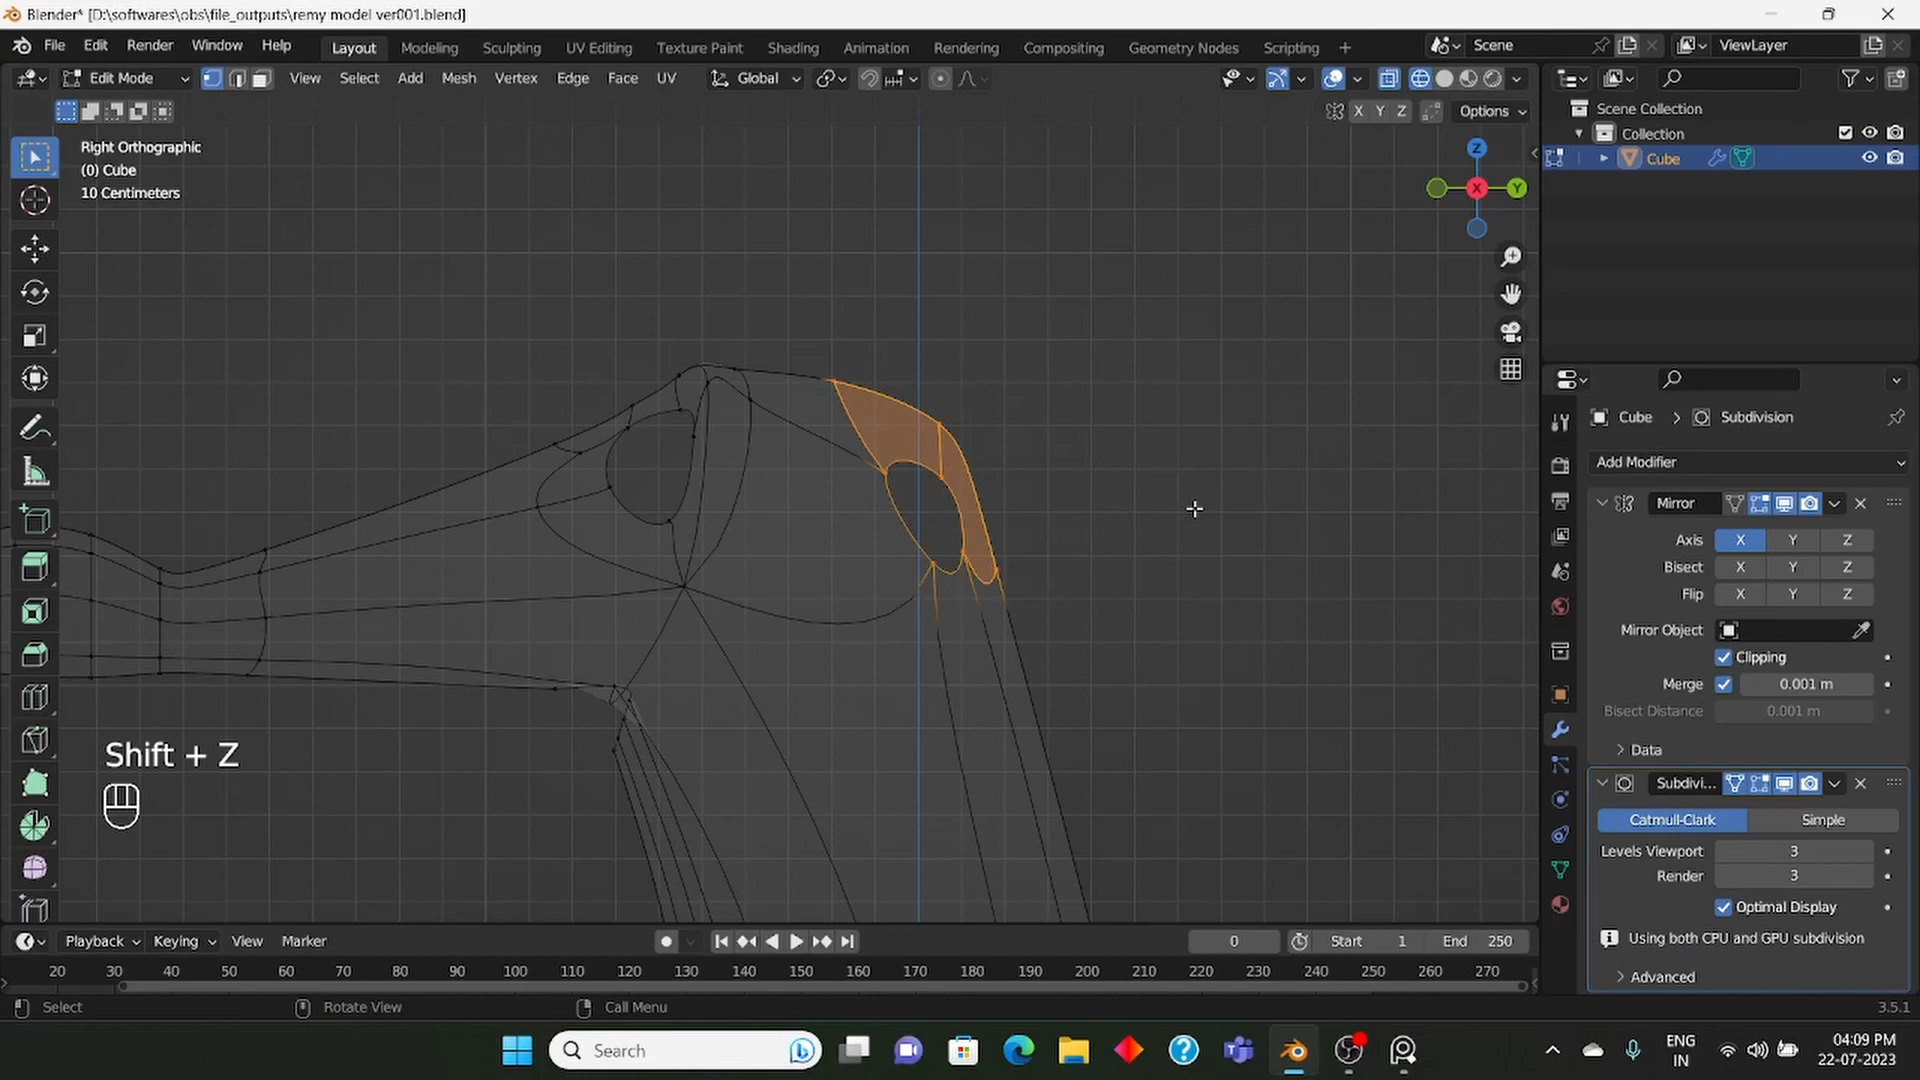 Blender* [D:\softwares\obs\file_outputs\remy model ver001.blend]
File Edit Render Window Help Layout Modeling Sculpting UV Editing Texture Paint Shading Animation Rendering Compositing Geometry Nodes Scripting + Scene ViewLayer
Edit Mode View Select Add Mesh Vertex Edge Face UV Global
X Y Z Options
Right Orthographic
(0) Cube
10 Centimeters
Z
X
Y
Shift + Z
Scene Collection
Collection
Cube
Cube > Subdivision
Add Modifier
Mirror
Axis X Y Z
Bisect X Y Z
Flip X Y Z
Mirror Object
Clipping
Merge 0.001 m
Bisect Distance 0.001 m
Data
Subdivi...
Catmull-Clark Simple
Levels Viewport 3
Render 3
Optimal Display
Using both CPU and GPU subdivision
Advanced
Playback Keying View Marker 0 Start 1 End 250
20 30 40 50 60 70 80 90 100 110 120 130 140 150 160 170 180 190 200 210 220 230 240 250 260 270
Select Rotate View Call Menu 3.5.1
Search
ENG
IN
04:09 PM
22-07-2023